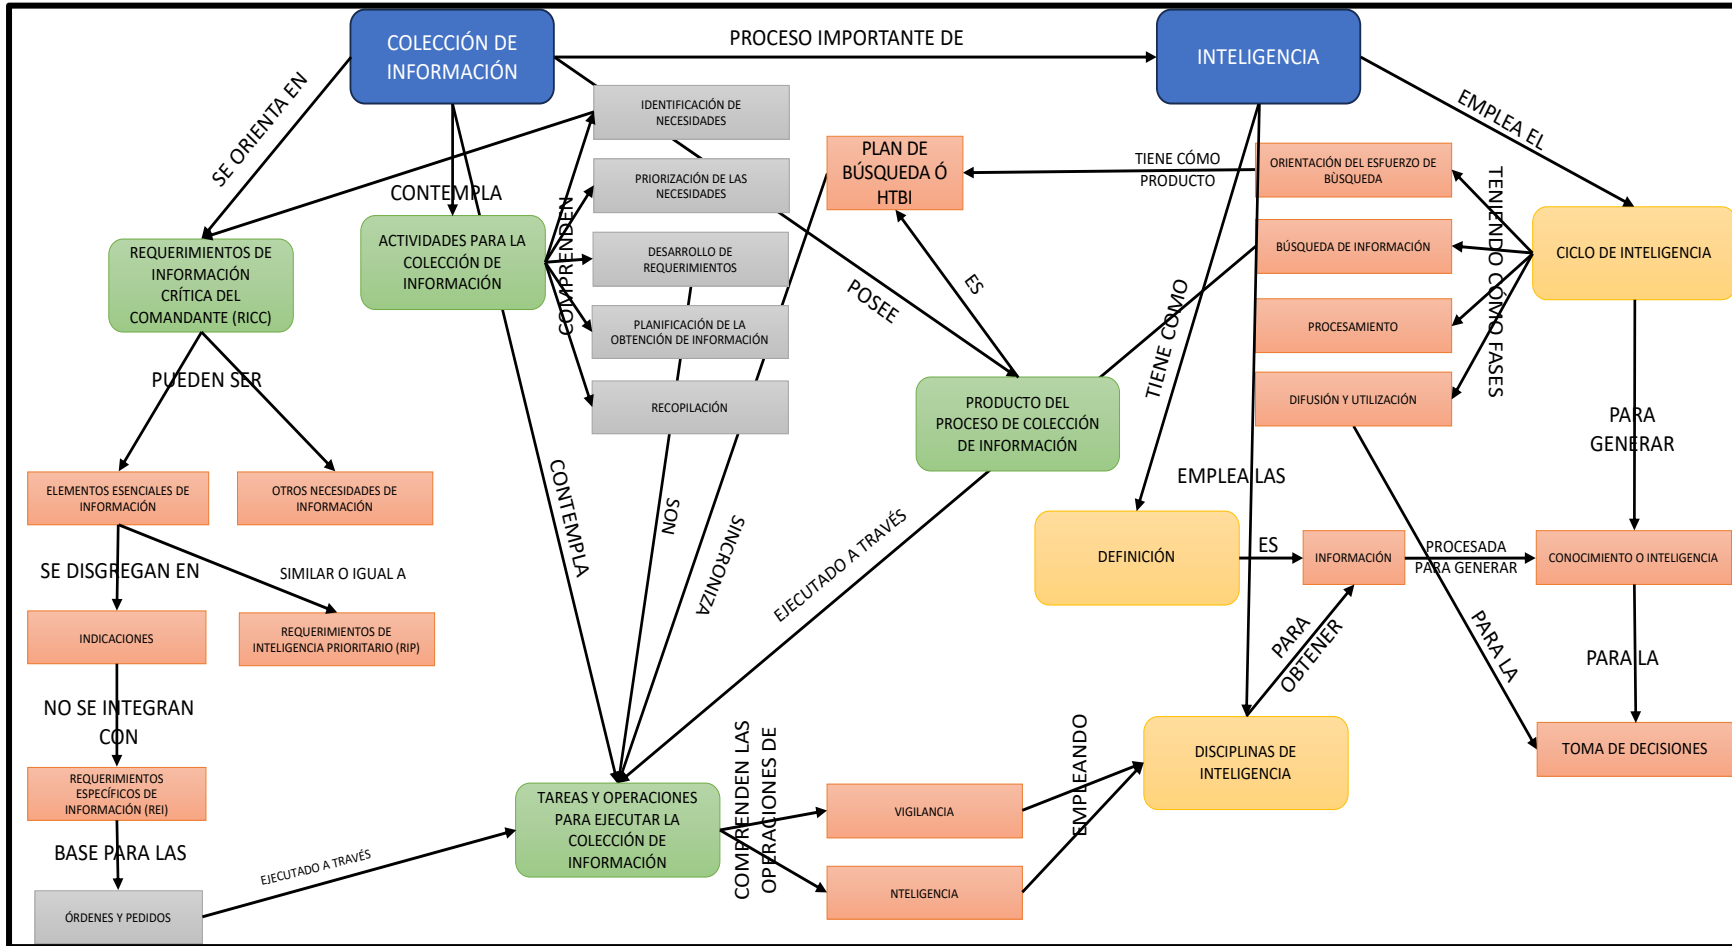 COLECCIÓN DE
INFORMACIÓN
PROCESO IMPORTANTE DE
INTELIGENCIA
SE ORIENTA EN
IDENTIFICACIÓN DE
NECESIDADES
EMPLEA EL
CONTEMPLA
PRIORIZACIÓN DE LAS
NECESIDADES
PLAN DE
BÚSQUEDA Ó
HTBI
TIENE CÓMO
PRODUCTO
ORIENTACIÓN DEL ESFUERZO DE
BÙSQUEDA
REQUERIMIENTOS DE
INFORMACIÓN
CRÍTICA DEL
COMANDANTE (RICC)
ACTIVIDADES PARA LA
COLECCIÓN DE
INFORMACIÓN
COMPRENDEN
DESARROLLO DE
REQUERIMIENTOS
POSEE
ES
BÚSQUEDA DE INFORMACIÓN
TENIENDO CÓMO FASES
CICLO DE INTELIGENCIA
PLANIFICACIÓN DE LA
OBTENCIÓN DE INFORMACIÓN
TIENE COMO
PROCESAMIENTO
PUEDEN SER
RECOPILACIÓN
PRODUCTO DEL
PROCESO DE COLECCIÓN
DE INFORMACIÓN
DIFUSIÓN Y UTILIZACIÓN
PARA
GENERAR
ELEMENTOS ESENCIALES DE
INFORMACIÓN
OTROS NECESIDADES DE
INFORMACIÓN
CONTEMPLA
SON
SINCRONIZA
EJECUTADO A TRAVÉS
EMPLEA LAS
DEFINICIÓN
ES
INFORMACIÓN
PROCESADA
PARA GENERAR
CONOCIMIENTO O INTELIGENCIA
SE DISGREGAN EN
SIMILAR O IGUAL A
INDICACIONES
REQUERIMIENTOS DE
INTELIGENCIA PRIORITARIO (RIP)
PARA
OBTENER
PARA LA
PARA LA
NO SE INTEGRAN
CON
DISCIPLINAS DE
INTELIGENCIA
TOMA DE DECISIONES
REQUERIMIENTOS
ESPECÍFICOS DE
INFORMACIÓN (REI)
TAREAS Y OPERACIONES
PARA EJECUTAR LA
COLECCIÓN DE
INFORMACIÓN
COMPRENDEN LAS
OPERACIONES DE
VIGILANCIA
EMPLEANDO
BASE PARA LAS
EJECUTADO A TRAVÉS
NTELIGENCIA
ÓRDENES Y PEDIDOS